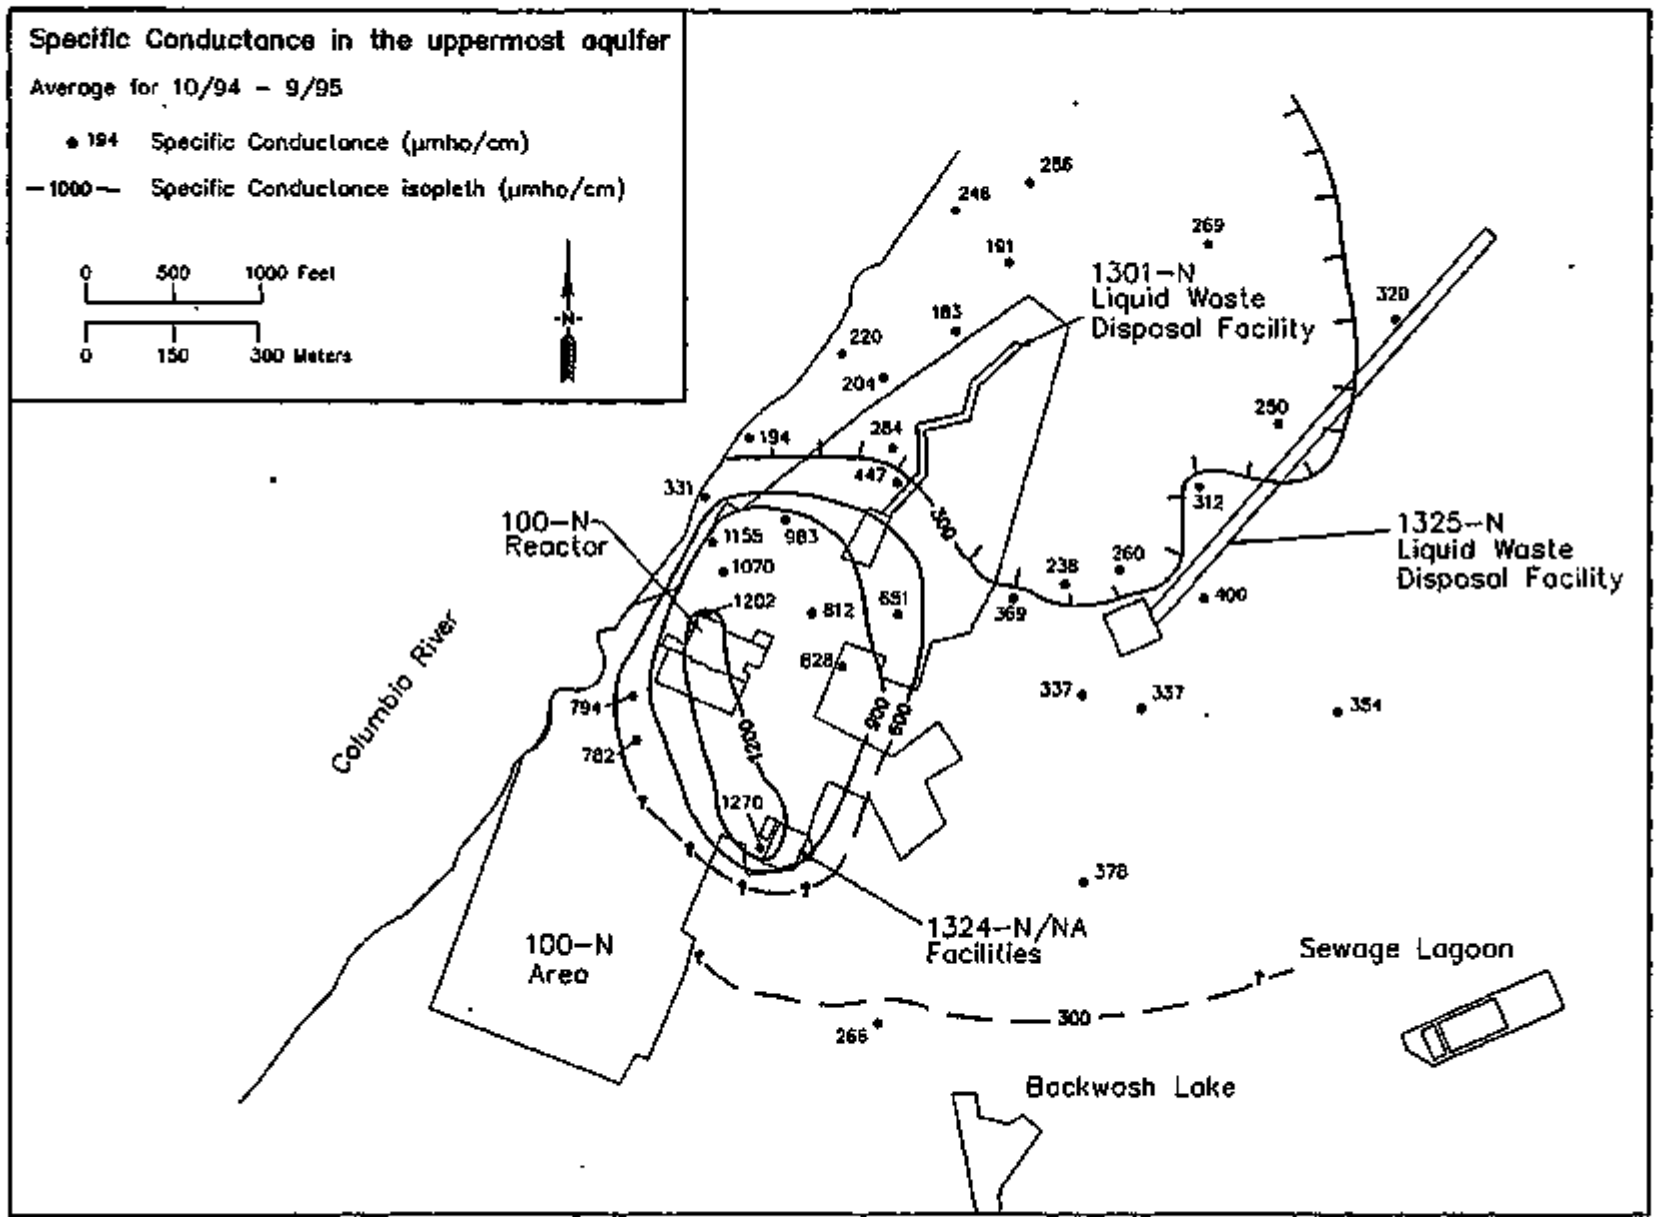 Specific Conductance in the uppermost aquifer
Average for 10/94 - 9/95
194 Specific Conductance (μmho/cm)
1000 Specific Conductance isopleth (μmho/cm)
0 500 1000 Feet
-N-
0 150 300 Meters
246
191
269
1301-N
Liquid Waste
Disposal Facility
183
220
204
194
284
447
331
250
312
100-N
Reactor
1155
983
1070
300
1325-N
Liquid Waste
Disposal Facility
1202
812
651
369
238
260
400
828
Columbia River
794
782
337
337
354
1200
900
600
1270
378
1324-N/NA
Facilities
100-N
Area
Sewage Lagoon
300
Backwash Lake